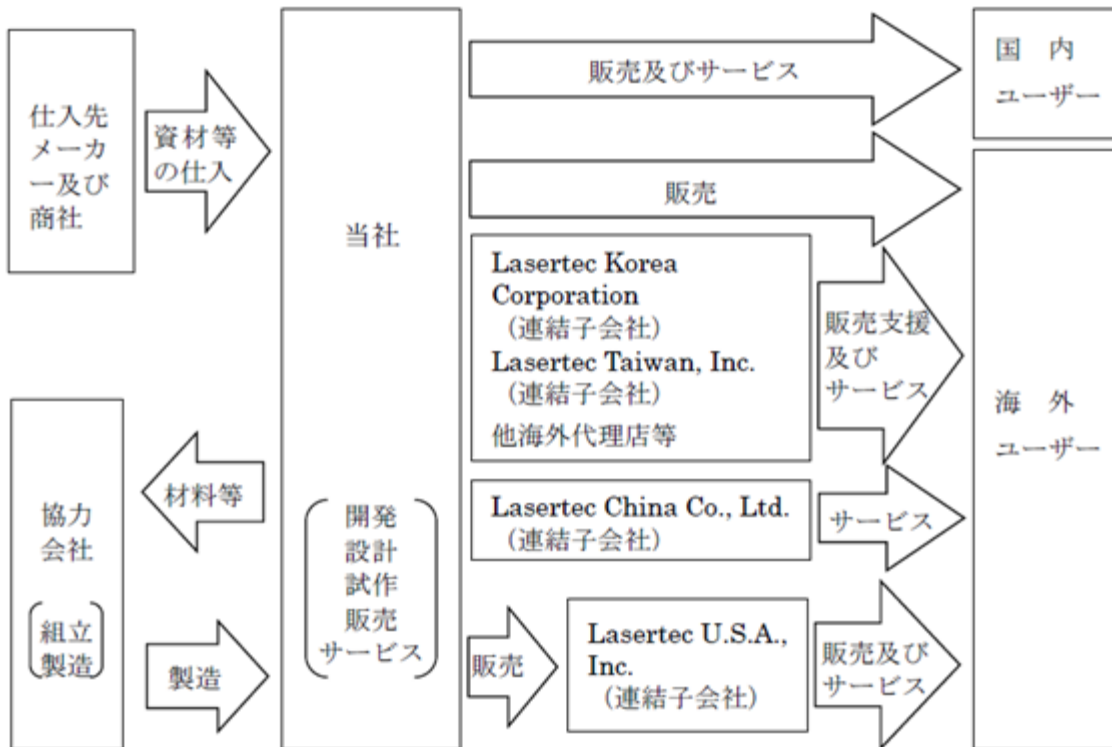 仕入先
メーカ
ー及び
商社
資材等
の仕入
協力
会社
組立
製造
材料等
製造
当社
開発
設計
試作
販売
サービス
販売及びサービス
販売
Lasertec Korea
Corporation
（連結子会社）
Lasertec Taiwan, Inc.
（連結子会社）
他海外代理店等
販売支援
及び
サービス
Lasertec China Co., Ltd.
（連結子会社）
サービス
販売
Lasertec U.S.A.,
Inc.
（連結子会社）
販売及び
サービス
国　内
ユーザー
海　外
ユーザー